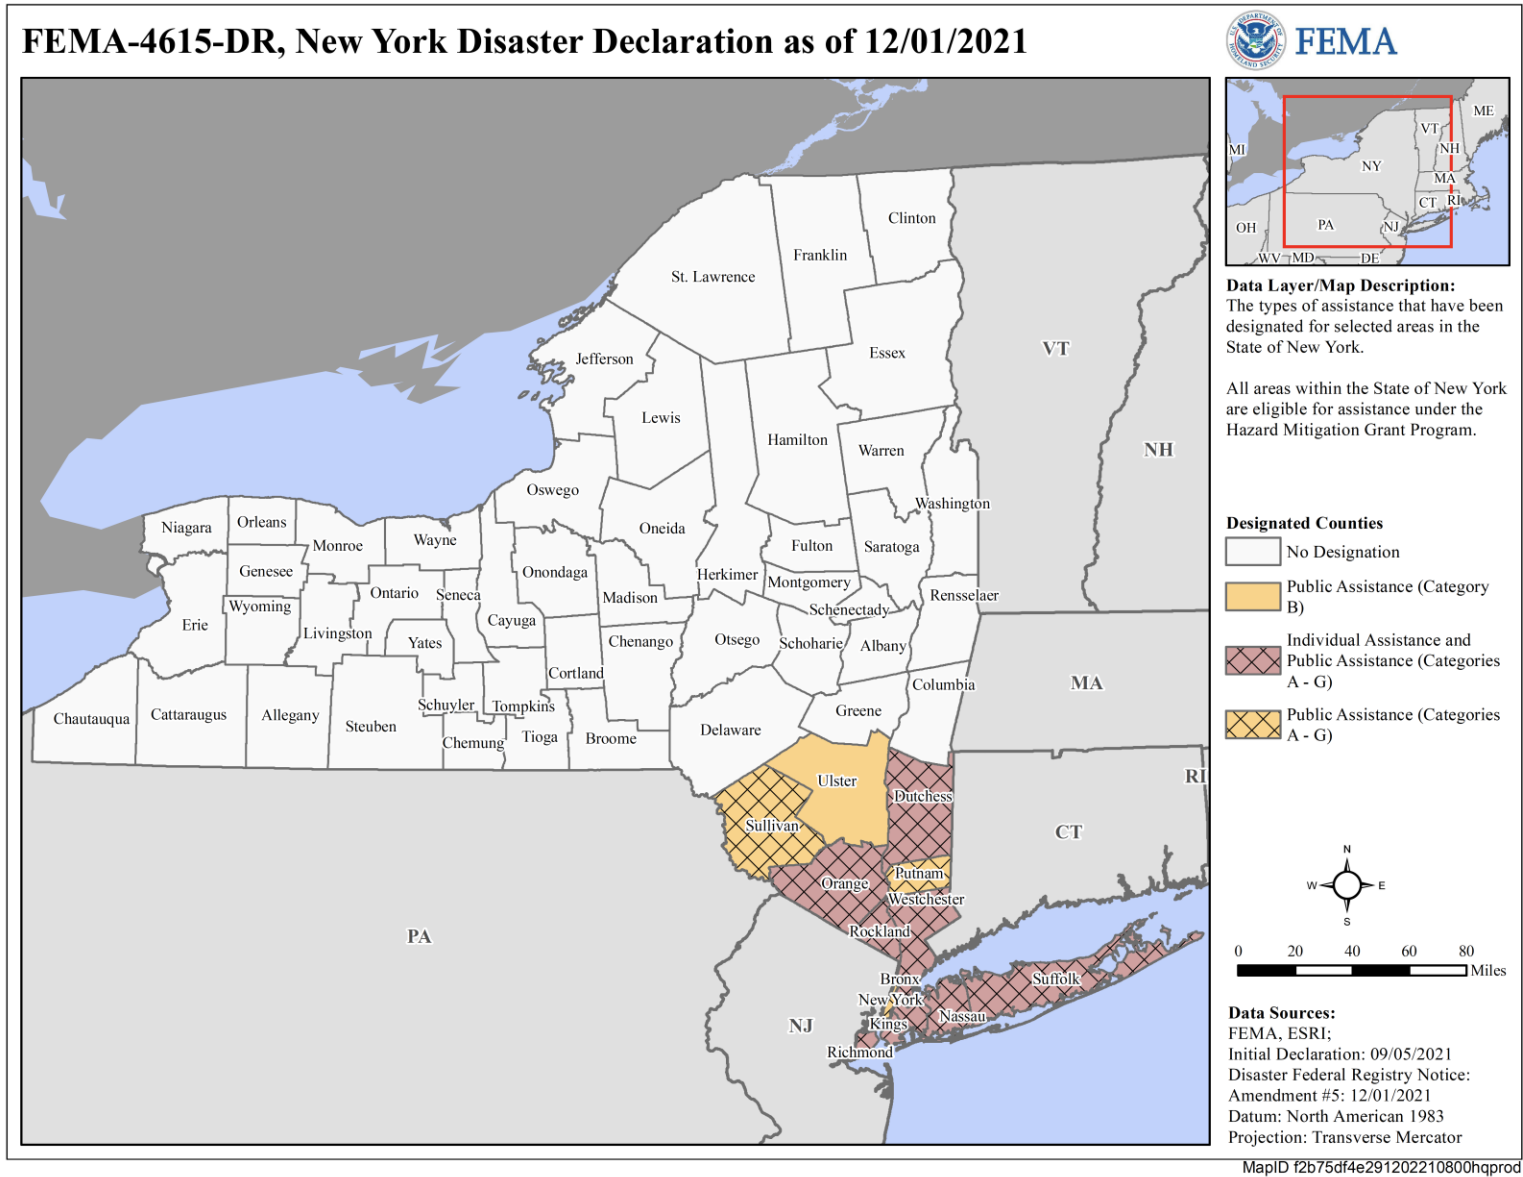 FEMA-4615-DR, New York Disaster Declaration as of 12/01/2021
FEMA
ME
VT
MI
NH
NY
MA
CT
RI
OH
PA
NJ
WV
MD
DE
Clinton
Franklin
St. Lawrence
Essex
VT
Jefferson
Lewis
Hamilton
Warren
NH
Oswego
Washington
Niagara
Orleans
Oneida
Monroe
Wayne
Fulton
Saratoga
Genesee
Onondaga
Herkimer
Montgomery
Ontario
Seneca
Madison
Rensselaer
Wyoming
Schenectady
Erie
Livingston
Cayuga
Yates
Chenango
Otsego
Schoharie
Albany
Cortland
MA
Columbia
Chautauqua
Cattaraugus
Allegany
Steuben
Schuyler
Tompkins
Greene
Chemung
Tioga
Broome
Delaware
RI
Ulster
Dutchess
Sullivan
CT
Putnam
Orange
Westchester
Rockland
PA
Bronx
Suffolk
New York
Nassau
Kings
NJ
Richmond
Data Layer/Map Description:
The types of assistance that have been
designated for selected areas in the
State of New York.
All areas within the State of New York
are eligible for assistance under the
Hazard Mitigation Grant Program.
Designated Counties
No Designation
Public Assistance (Category
B)
Individual Assistance and
Public Assistance (Categories
A - G)
Public Assistance (Categories
A - G)
N
W
E
S
0 20 40 60 80
Miles
Data Sources:
FEMA, ESRI;
Initial Declaration: 09/05/2021
Disaster Federal Registry Notice:
Amendment #5: 12/01/2021
Datum: North American 1983
Projection: Transverse Mercator
MapID f2b75df4e291202210800hqprod